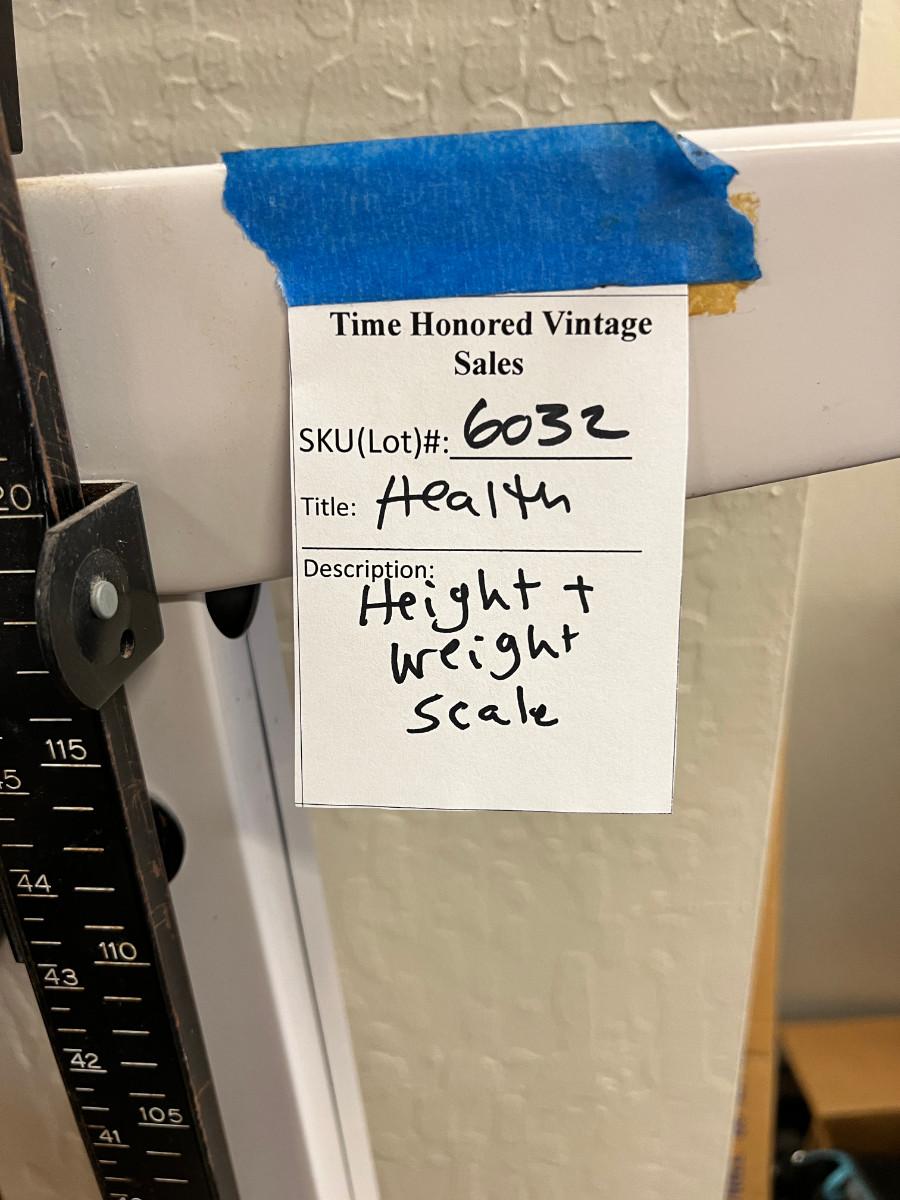 Time Honored Vintage
Sales
SKU(Lot)#: 6032
Title: Health
Description:
Height +
weight
scale
20
115
45
44
110
43
42
105
41